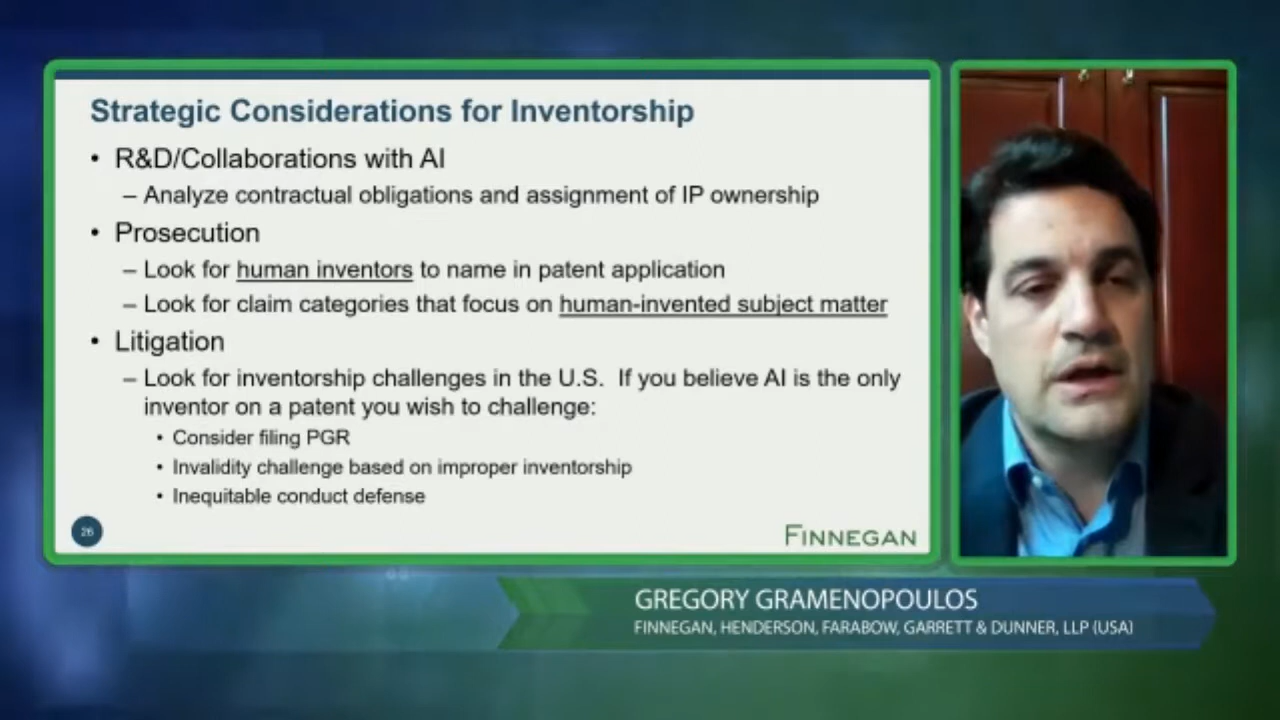 Strategic Considerations for Inventorship
• R&D/Collaborations with AI
– Analyze contractual obligations and assignment of IP ownership
• Prosecution
– Look for human inventors to name in patent application
– Look for claim categories that focus on human-invented subject matter
• Litigation
– Look for inventorship challenges in the U.S. If you believe AI is the only
inventor on a patent you wish to challenge:
• Consider filing PGR
• Invalidity challenge based on improper inventorship
• Inequitable conduct defense
26
FINNEGAN
GREGORY GRAMENOPOULOS
FINNEGAN, HENDERSON, FARABOW, GARRETT & DUNNER, LLP (USA)